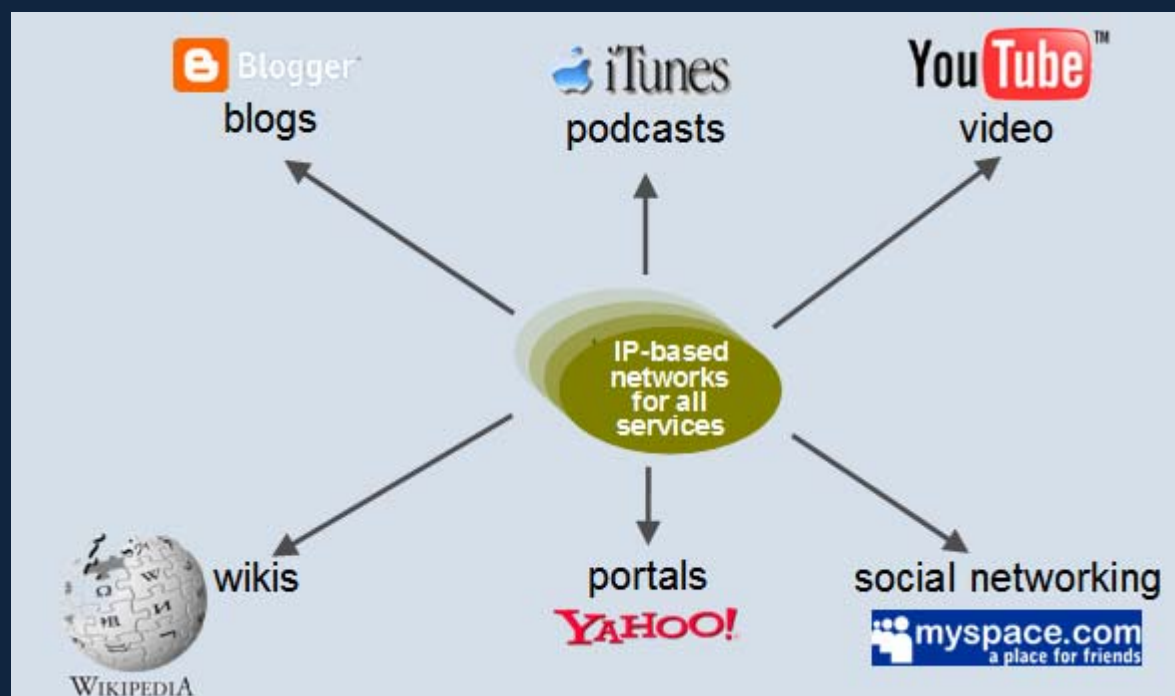 Blogger
blogs
iTunes
podcasts
YouTube™
video
IP-based
networks
for all
services
wikis
WIKIPEDIA
portals
YAHOO!
social networking
myspace.com
a place for friends